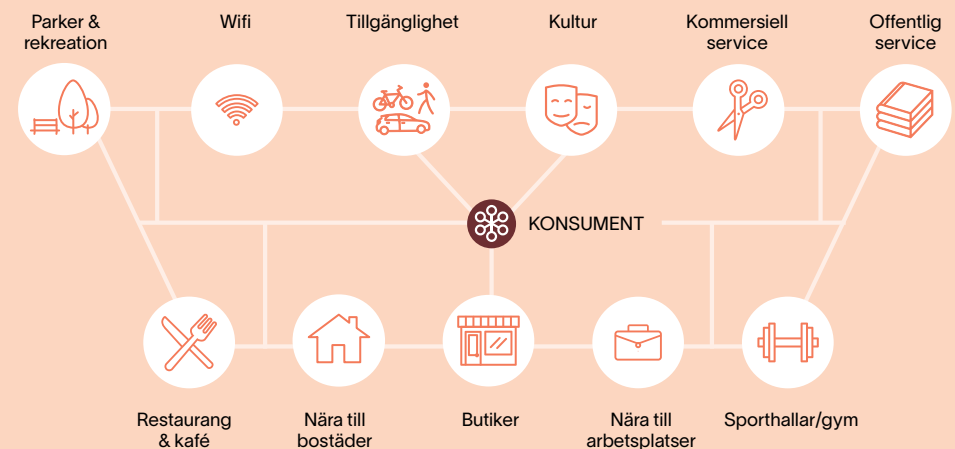 Parker &
rekreation
Wifi
Tillgänglighet
Kultur
Kommersiell
service
Offentlig
service
KONSUMENT
Restaurang
& kafé
Nära till
bostäder
Butiker
Nära till
arbetsplatser
Sporthallar/gym